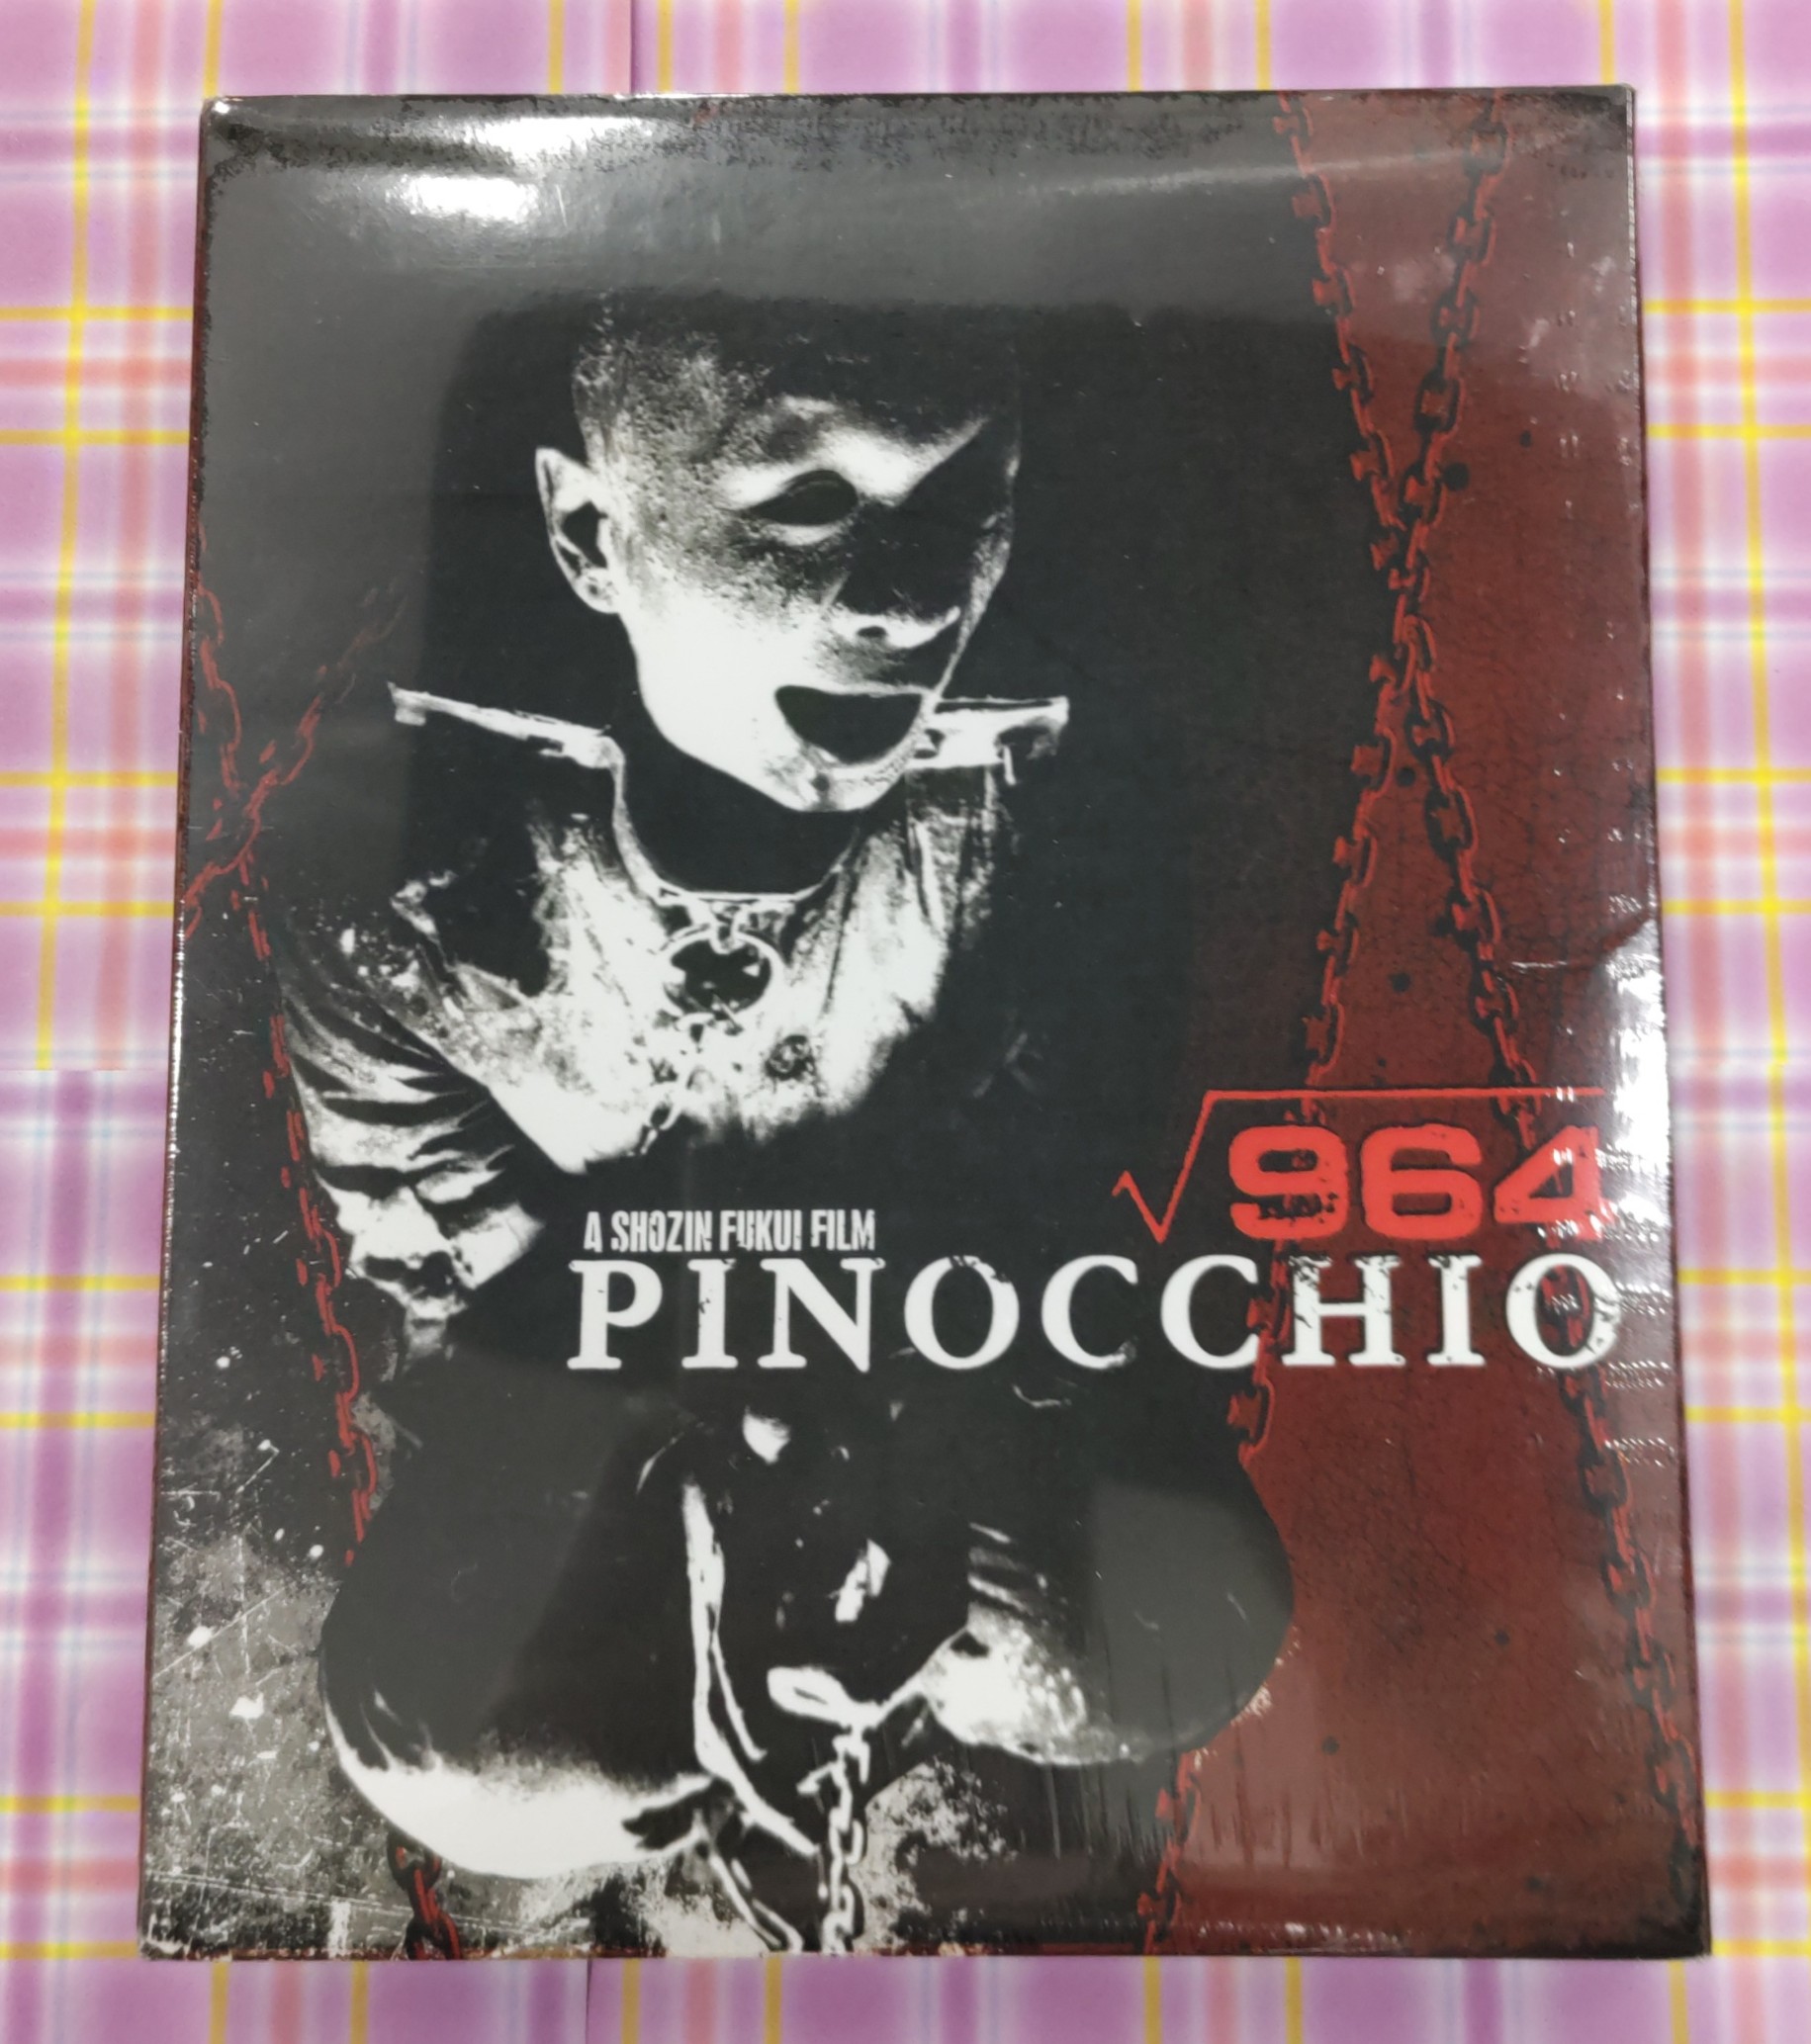 √964
A SHOZIN FUKUI FILM
PINOCCHIO